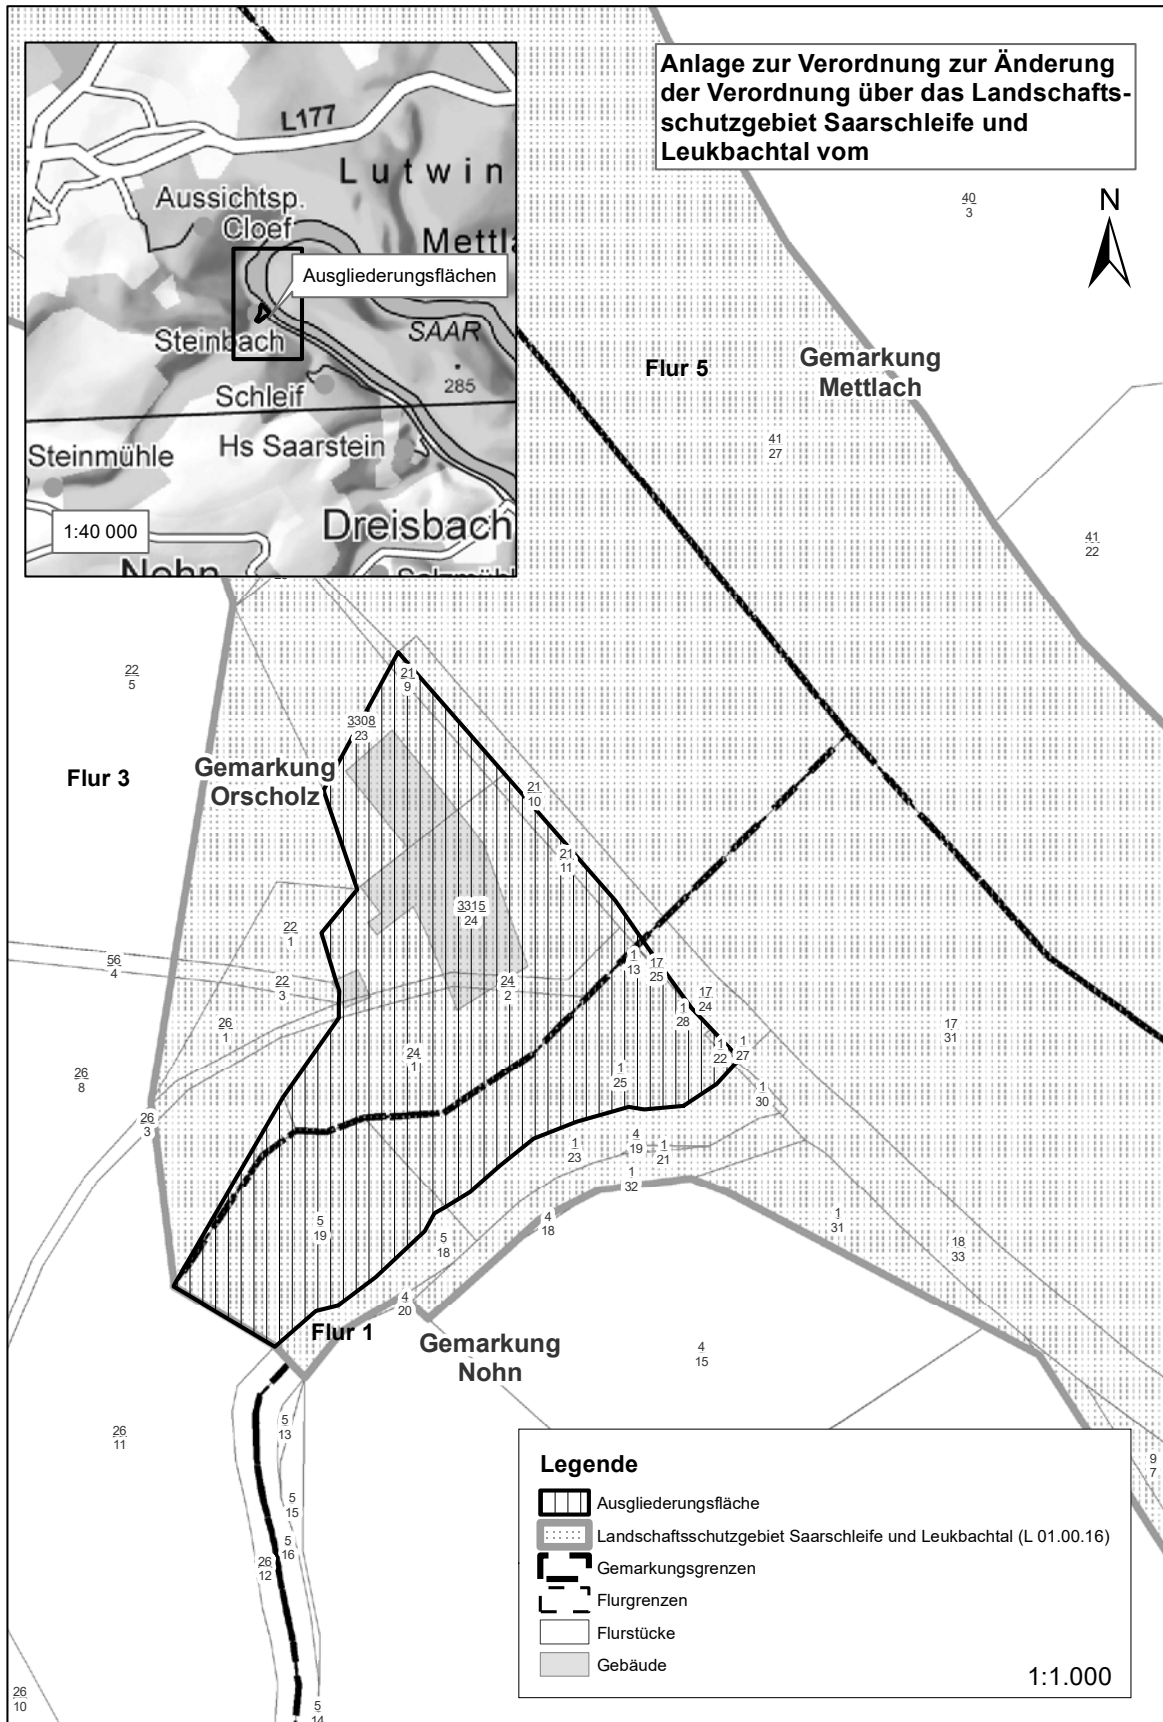 Anlage zur Verordnung zur Änderung
der Verordnung über das Landschafts-
schutzgebiet Saarschleife und
Leukbachtal vom
N
L177
Lutwin
Aussichtsp.
Cloef
Mettla
Ausgliederungsflächen
Steinbach
SAAR
Schleif
285
Steinmühle
Hs Saarstein
Dreisbach
1:40 000
Nohn
Salzmühl
40
3
Flur 5
Gemarkung
Mettlach
41
27
41
22
22
5
21
9
3308
23
Flur 3
Gemarkung
Orscholz
21
10
21
11
3315
24
22
1
56
4
22
3
24
2
1
13
17
25
17
24
1
28
26
1
17
31
24
1
1
22
1
27
26
8
1
25
1
30
26
3
4
19
1
21
1
23
1
32
5
19
5
18
4
18
1
31
18
33
4
20
Flur 1
Gemarkung
Nohn
4
15
5
13
26
11
9
7
5
15
5
16
26
12
26
10
5
14
Legende
Ausgliederungsfläche
Landschaftsschutzgebiet Saarschleife und Leukbachtal (L 01.00.16)
Gemarkungsgrenzen
Flurgrenzen
Flurstücke
Gebäude
1:1.000